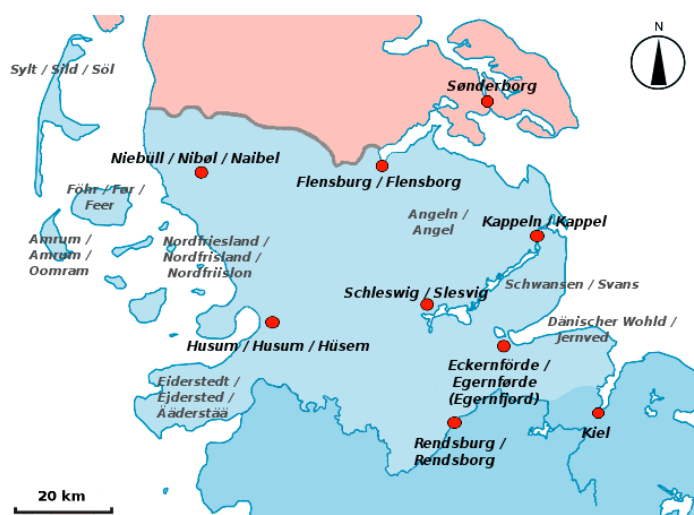 N
Sylt / Sild / Söl
Sønderborg
Niebüll / Nibøl / Naibel
Flensburg / Flensborg
Föhr / Før /
Feer
Angeln /
Angel
Kappeln / Kappel
Amrum /
Amrum /
Oomram
Nordfriesland /
Nordfrisland /
Nordfriislon
Schwansen / Svans
Schleswig / Slesvig
Dänischer Wohld /
Jernved
Husum / Husum / Hüsem
Eckernförde /
Egernførde
(Egernfjord)
Eiderstedt /
Ejdersted /
Ääderstää
Kiel
Rendsburg /
Rendsborg
20 km